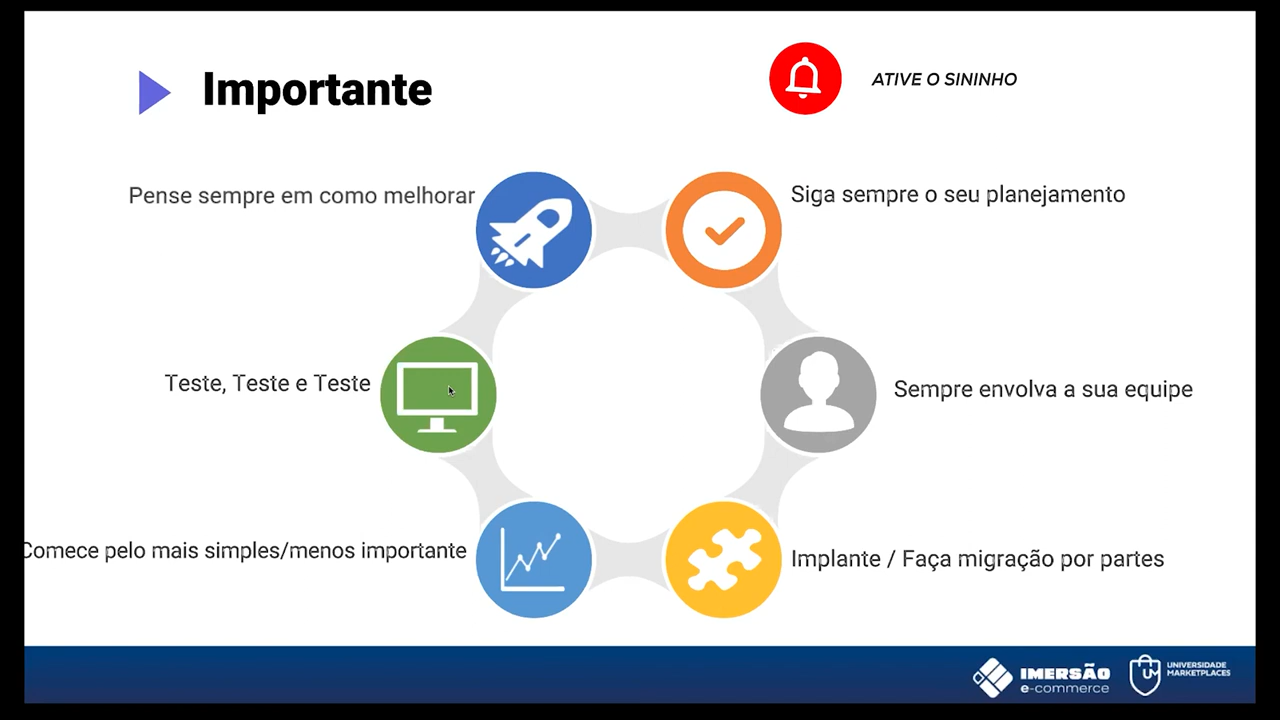 Importante
ATIVE O SININHO
Pense sempre em como melhorar
Siga sempre o seu planejamento
Teste, Teste e Teste
Sempre envolva a sua equipe
Comece pelo mais simples/menos importante
Implante / Faça migração por partes
IMERSÃO
e-commerce
UM
UNIVERSIDADE
MARKETPLACES